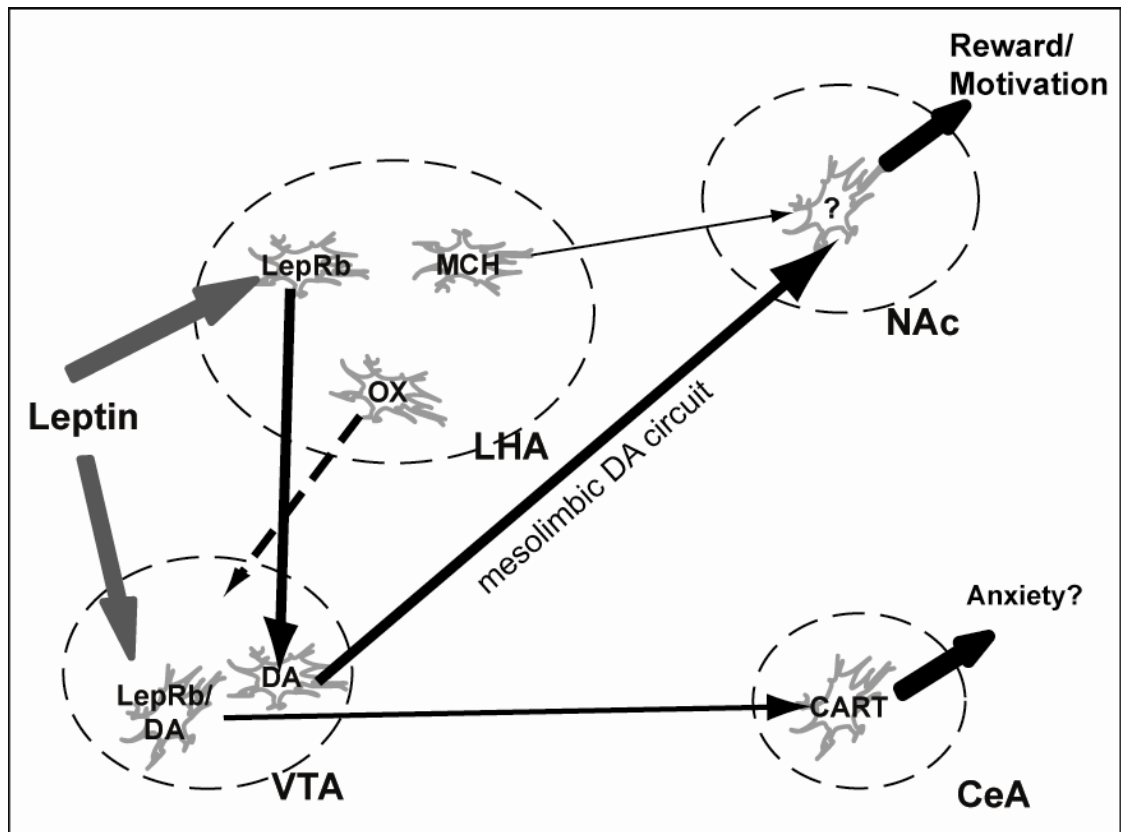 Reward/
Motivation
?
LepRb
MCH
NAc
OX
Leptin
LHA
mesolimbic DA circuit
Anxiety?
DA
LepRb/
DA
CART
VTA
CeA